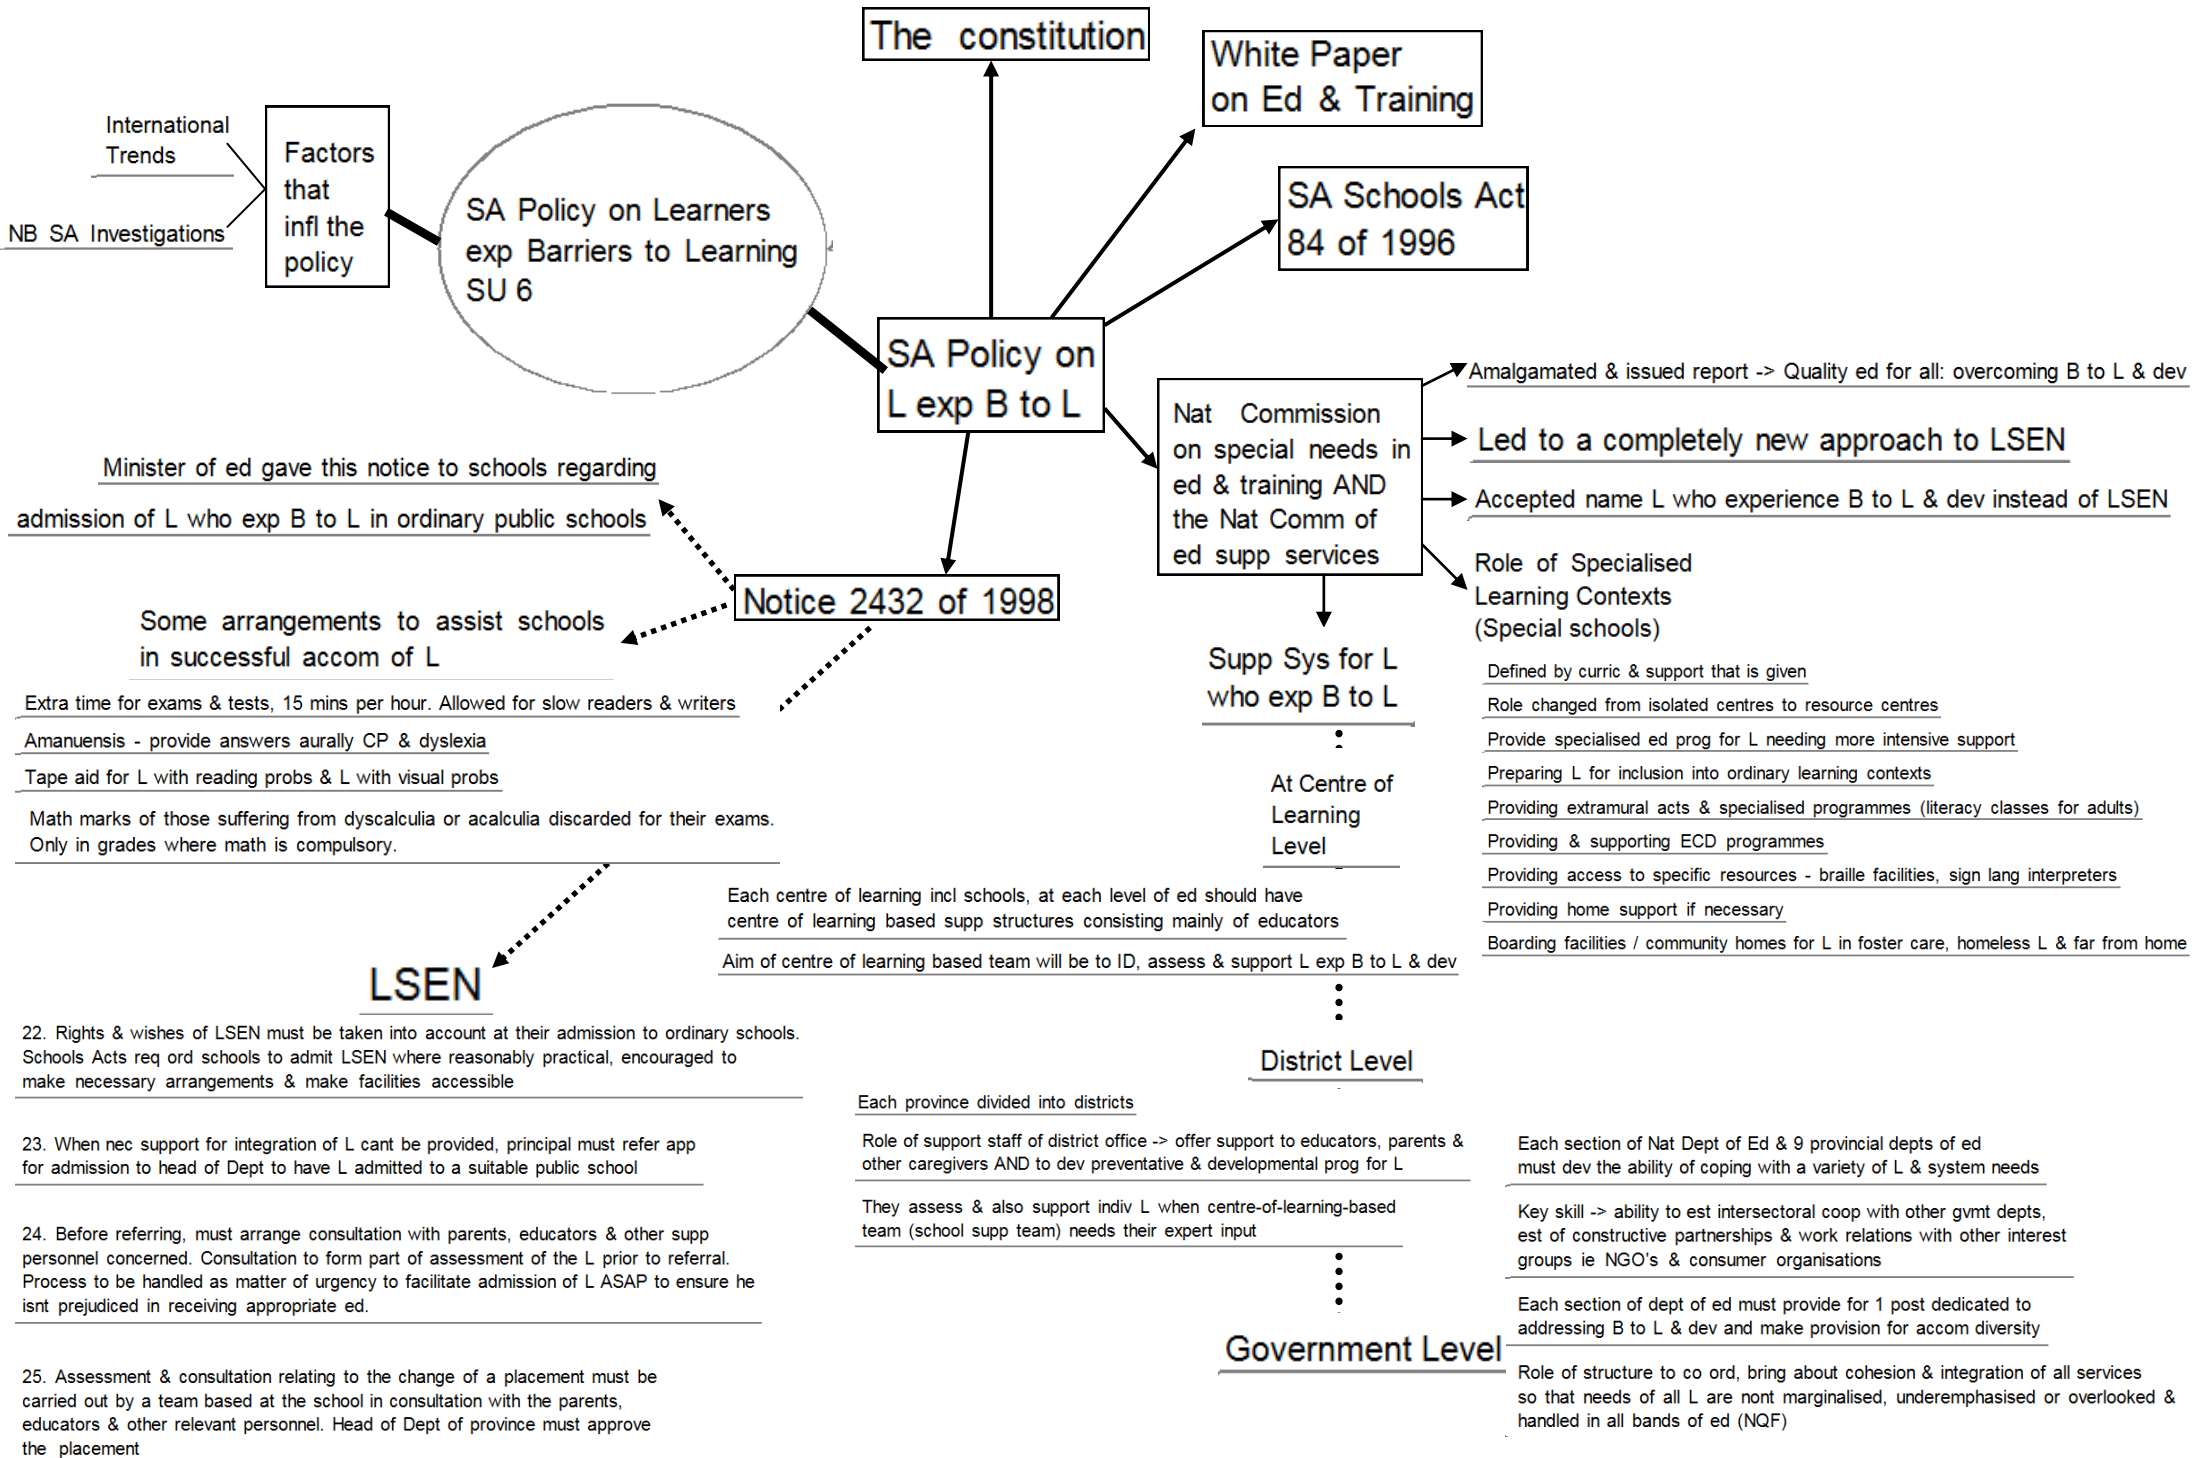 The constitution
White Paper
on Ed & Training
SA Schools Act
84 of 1996
International
Trends
NB SA Investigations
Factors
that
infl the
policy
SA Policy on Learners
exp Barriers to Learning
SU 6
SA Policy on
L exp B to L
Nat Commission
on special needs in
ed & training AND
the Nat Comm of
ed supp services
Amalgamated & issued report -> Quality ed for all: overcoming B to L & dev
Led to a completely new approach to LSEN
Accepted name L who experience B to L & dev instead of LSEN
Role of Specialised
Learning Contexts
(Special schools)
Defined by curric & support that is given
Role changed from isolated centres to resource centres
Provide specialised ed prog for L needing more intensive support
Preparing L for inclusion into ordinary learning contexts
Providing extramural acts & specialised programmes (literacy classes for adults)
Providing & supporting ECD programmes
Providing access to specific resources - braille facilities, sign lang interpreters
Providing home support if necessary
Boarding facilities / community homes for L in foster care, homeless L & far from home
Minister of ed gave this notice to schools regarding
admission of L who exp B to L in ordinary public schools
Notice 2432 of 1998
Some arrangements to assist schools
in successful accom of L
Extra time for exams & tests, 15 mins per hour. Allowed for slow readers & writers
Amanuensis - provide answers aurally CP & dyslexia
Tape aid for L with reading probs & L with visual probs
Math marks of those suffering from dyscalculia or acalculia discarded for their exams.
Only in grades where math is compulsory.
LSEN
22. Rights & wishes of LSEN must be taken into account at their admission to ordinary schools.
Schools Acts req ord schools to admit LSEN where reasonably practical, encouraged to
make necessary arrangements & make facilities accessible
23. When nec support for integration of L cant be provided, principal must refer app
for admission to head of Dept to have L admitted to a suitable public school
24. Before referring, must arrange consultation with parents, educators & other supp
personnel concerned. Consultation to form part of assessment of the L prior to referral.
Process to be handled as matter of urgency to facilitate admission of L ASAP to ensure he
isnt prejudiced in receiving appropriate ed.
25. Assessment & consultation relating to the change of a placement must be
carried out by a team based at the school in consultation with the parents,
educators & other relevant personnel. Head of Dept of province must approve
the placement
Supp Sys for L
who exp B to L
At Centre of
Learning
Level
Each centre of learning incl schools, at each level of ed should have
centre of learning based supp structures consisting mainly of educators
Aim of centre of learning based team will be to ID, assess & support L exp B to L & dev
District Level
Each province divided into districts
Role of support staff of district office -> offer support to educators, parents &
other caregivers AND to dev preventative & developmental prog for L
They assess & also support indiv L when centre-of-learning-based
team (school supp team) needs their expert input
Government Level
Each section of Nat Dept of Ed & 9 provincial depts of ed
must dev the ability of coping with a variety of L & system needs
Key skill -> ability to est intersectoral coop with other gvmt depts,
est of constructive partnerships & work relations with other interest
groups ie NGO's & consumer organisations
Each section of dept of ed must provide for 1 post dedicated to
addressing B to L & dev and make provision for accom diversity
Role of structure to co ord, bring about cohesion & integration of all services
so that needs of all L are nont marginalised, underemphasised or overlooked &
handled in all bands of ed (NQF)